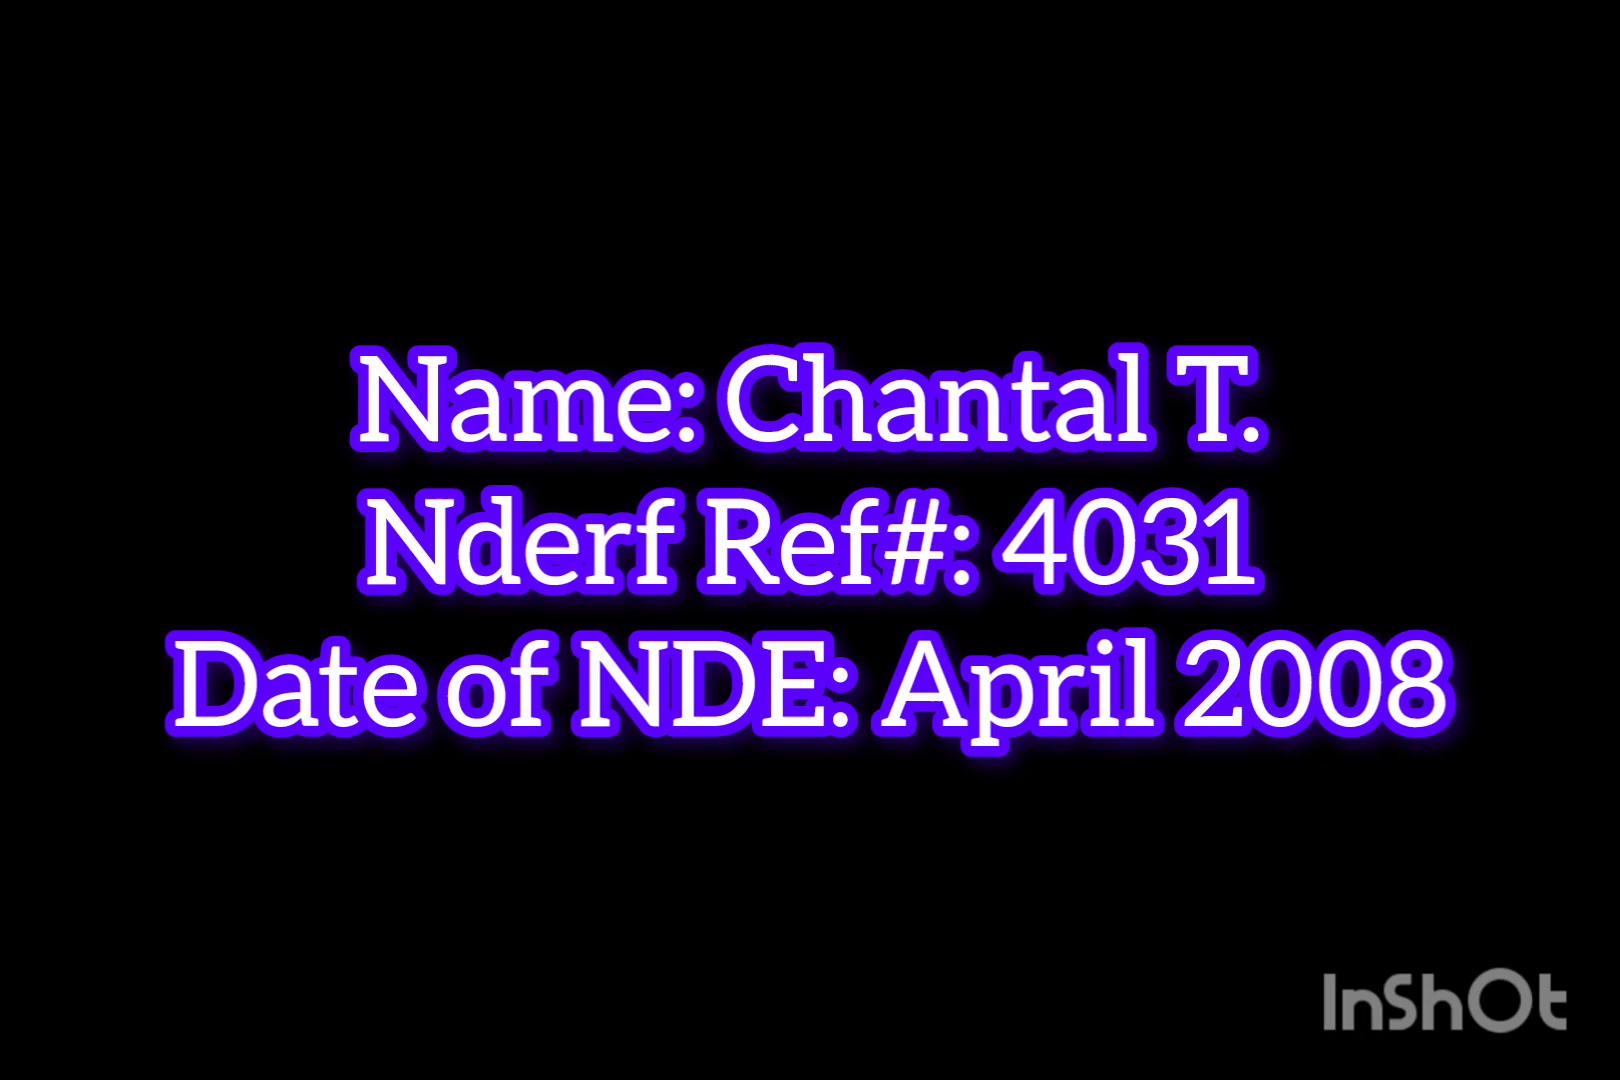 Name: Chantal T.
Nderf Ref#: 4031
Date of NDE: April 2008
InShOt